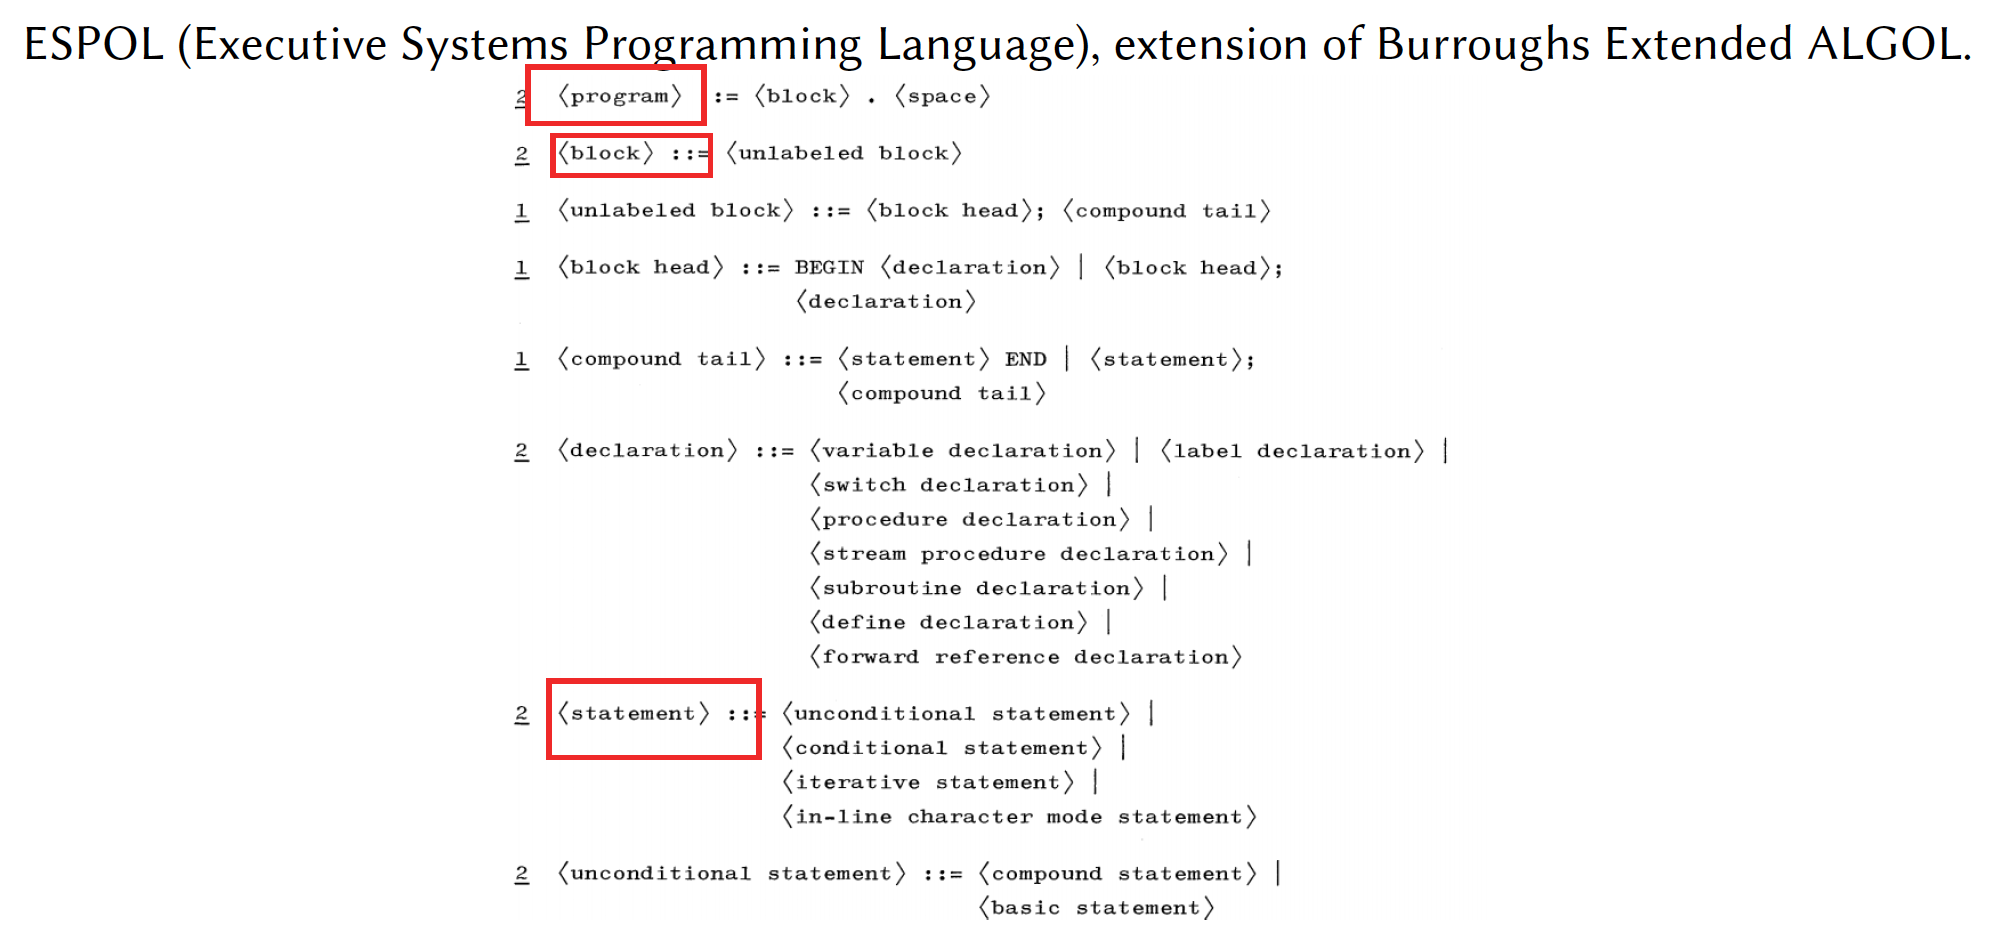 ESPOL (Executive Systems Programming Language), extension of Burroughs Extended ALGOL.
2 ⟨program⟩ := ⟨block⟩ . ⟨space⟩
2 ⟨block⟩ ::= ⟨unlabeled block⟩
1 ⟨unlabeled block⟩ ::= ⟨block head⟩; ⟨compound tail⟩
1 ⟨block head⟩ ::= BEGIN ⟨declaration⟩ | ⟨block head⟩;
⟨declaration⟩
1 ⟨compound tail⟩ ::= ⟨statement⟩ END | ⟨statement⟩;
⟨compound tail⟩
2 ⟨declaration⟩ ::= ⟨variable declaration⟩ | ⟨label declaration⟩ |
⟨switch declaration⟩ |
⟨procedure declaration⟩ |
⟨stream procedure declaration⟩ |
⟨subroutine declaration⟩ |
⟨define declaration⟩ |
⟨forward reference declaration⟩
2 ⟨statement⟩ ::= ⟨unconditional statement⟩ |
⟨conditional statement⟩ |
⟨iterative statement⟩ |
⟨in-line character mode statement⟩
2 ⟨unconditional statement⟩ ::= ⟨compound statement⟩ |
⟨basic statement⟩